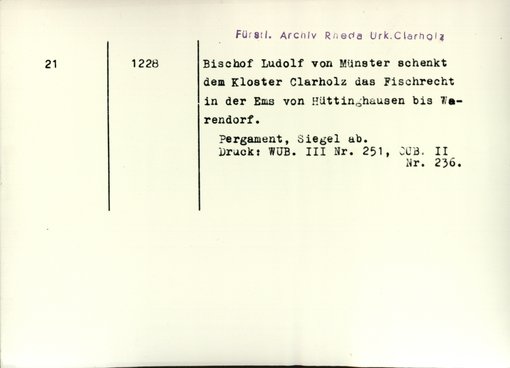 Fürstl. Archiv Rheda Urk.Clarholz
21 1228 Bischof Ludolf von Münster schenkt
dem Kloster Clarholz das Fischrecht
in der Ems von Hüttinghausen bis Wa-
rendorf.
Pergament, Siegel ab.
Druck: WUB. III Nr. 251, OUB. II
Nr. 236.